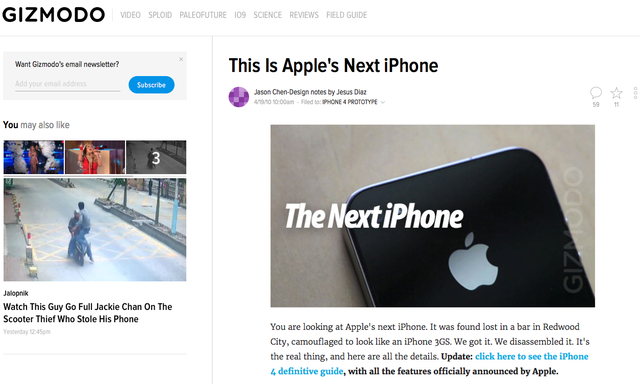 GIZMODO
VIDEO SPLOID PALEOFUTURE IO9 SCIENCE REVIEWS FIELD GUIDE
Want Gizmodo's email newsletter?
×
Add your email address
Subscribe
You may also like
3
Jalopnik
Watch This Guy Go Full Jackie Chan On The
Scooter Thief Who Stole His Phone
Yesterday 12:45pm
This Is Apple's Next iPhone
Jason Chen-Design notes by Jesus Diaz
4/19/10 10:00am · Filed to: IPHONE 4 PROTOTYPE
59
11
The Next iPhone
GIZMODO
You are looking at Apple's next iPhone. It was found lost in a bar in Redwood
City, camouflaged to look like an iPhone 3GS. We got it. We disassembled it. It's
the real thing, and here are all the details. Update: click here to see the iPhone
4 definitive guide, with all the features officially announced by Apple.